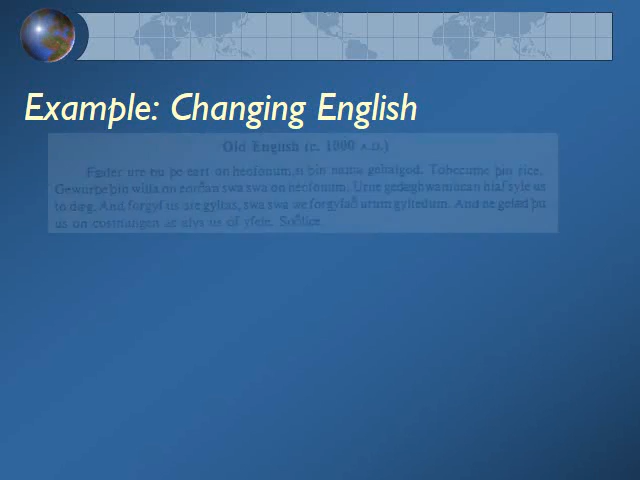 Example: Changing English
Old English (c. 1000 A.D.)
Fæder ure þu þe eart on heofonum, si þin nama gehalgod. Tobecume þin rice.
Gewurþe þin willa on eorðan swa swa on heofonum. Urne gedæghwamlican hlaf syle us
to dæg. And forgyf us ure gyltas, swa swa we forgyfað urum gyltedum. And ne gelæd þu
us on costnungen ac alys us of yfele. Soðlice.